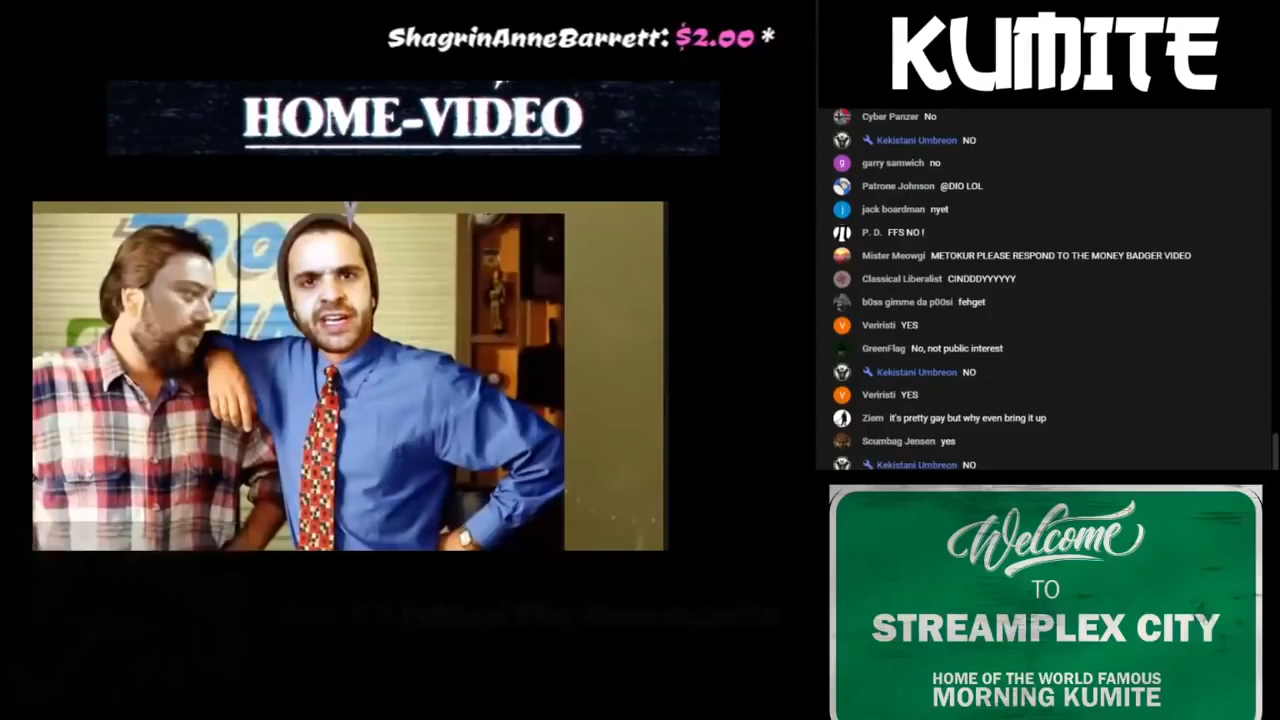 ShagrinAnneBarrett: $2.00 *
HOME-VIDEO
KUMITE
Cyber Panzer No
Kekistani Umbreon NO
garry samwich no
Patrone Johnson @DIO LOL
jack boardman nyet
P. D. FFS NO !
Mister Meowgi METOKUR PLEASE RESPOND TO THE MONEY BADGER VIDEO
Classical Liberalist CINDDDYYYYYY
b0ss gimme da p00si fehget
Veriristi YES
GreenFlag No, not public interest
Kekistani Umbreon NO
Veriristi YES
Ziem it's pretty gay but why even bring it up
Scumbag Jensen yes
Kekistani Umbreon NO
Welcome
TO
STREAMPLEX CITY
HOME OF THE WORLD FAMOUS
MORNING KUMITE